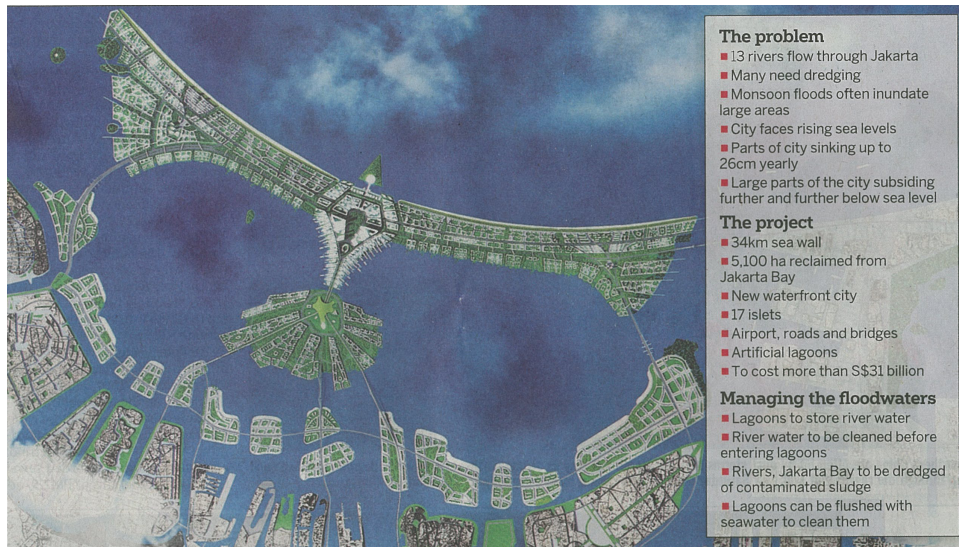 The problem
■ 13 rivers flow through Jakarta
■ Many need dredging
■ Monsoon floods often inundate
large areas
■ City faces rising sea levels
■ Parts of city sinking up to
26cm yearly
■ Large parts of the city subsiding
further and further below sea level
The project
■ 34km sea wall
■ 5,100 ha reclaimed from
Jakarta Bay
■ New waterfront city
■ 17 islets
■ Airport, roads and bridges
■ Artificial lagoons
■ To cost more than S$31 billion
Managing the floodwaters
■ Lagoons to store river water
■ River water to be cleaned before
entering lagoons
■ Rivers, Jakarta Bay to be dredged
of contaminated sludge
■ Lagoons can be flushed with
seawater to clean them